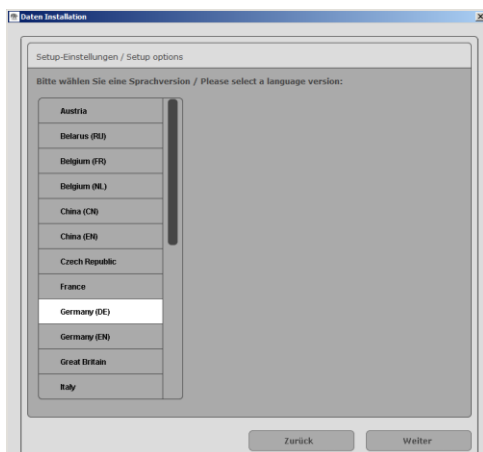 Daten Installation
Setup-Einstellungen / Setup options
Bitte wählen Sie eine Sprachversion / Please select a language version:
Austria
Belarus (RU)
Belgium (FR)
Belgium (NL)
China (CN)
China (EN)
Czech Republic
France
Germany (DE)
Germany (EN)
Great Britain
Italy
Zurück
Weiter